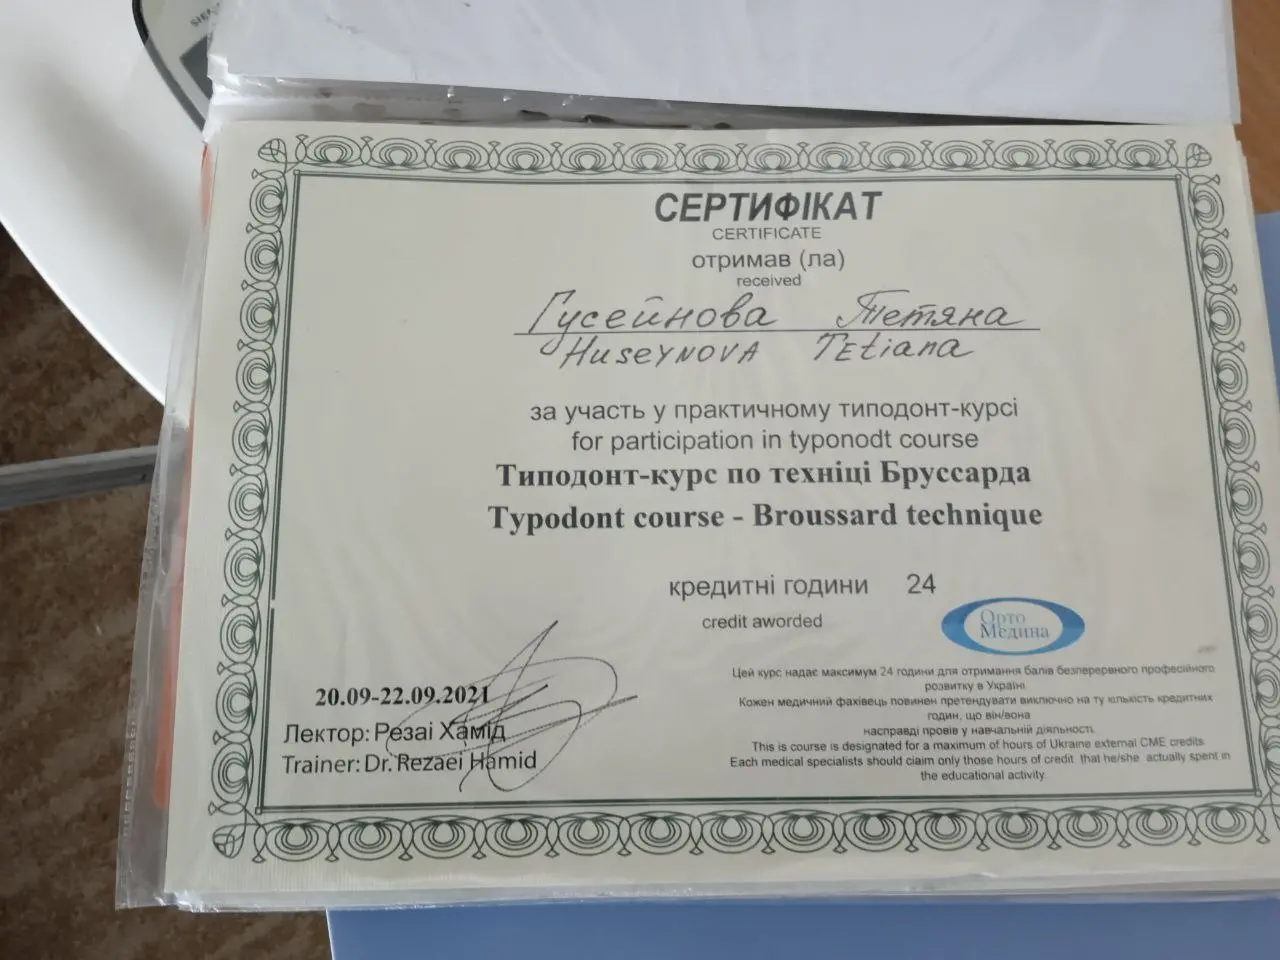 СЕРТИФІКАТ
CERTIFICATE
отримав (ла)
received
Гусейнова Тетяна
Huseynova Tetiana
за участь у практичному типодонт-курсі
for participation in typonodt course
Типодонт-курс по техніці Бруссарда
Typodont course - Broussard technique
кредитні години 24
credit aworded
Орто
Медина
20.09-22.09.2021
Лектор: Резаі Хамід
Trainer: Dr. Rezaei Hamid
Цей курс надає максимум 24 години для отримання балів безперервного професійного
розвитку в Україні
Кожен медичний фахівець повинен претендувати виключно на ту кількість кредитних
годин, що він/вона
насправді провів у навчальній діяльності.
This is course is designated for a maximum of hours of Ukraine external CME credits.
Each medical specialists should claim only those hours of credit that he/she actually spent in
the educational activity.